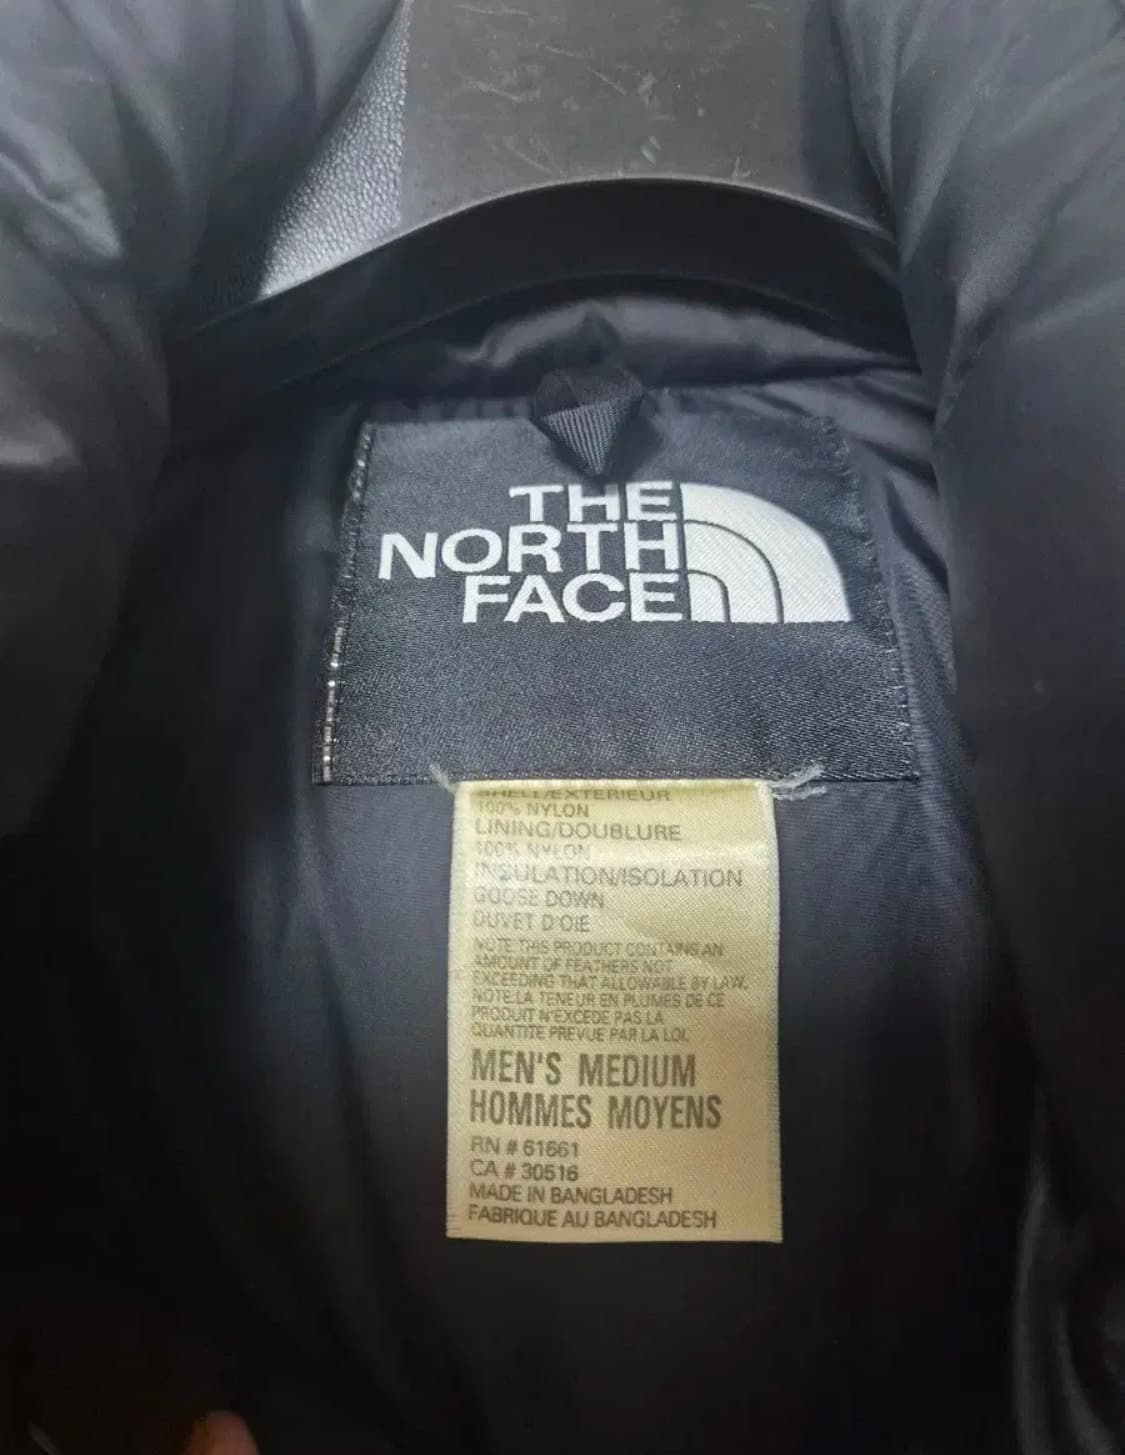 THE
NORTH
FACE
SHELL/EXTERIEUR
100% NYLON
LINING/DOUBLURE
100% NYLON
INSULATION/ISOLATION
GOOSE DOWN
DUVET D'OIE
NOTE THIS PRODUCT CONTAINS AN
AMOUNT OF FEATHERS NOT
EXCEEDING THAT ALLOWABLE BY LAW.
NOTE:LA TENEUR EN PLUMES DE CE
PRODUIT N'EXCEDE PAS LA
QUANTITE PREVUE PAR LA LOI.
MEN'S MEDIUM
HOMMES MOYENS
RN # 61661
CA # 30516
MADE IN BANGLADESH
FABRIQUE AU BANGLADESH